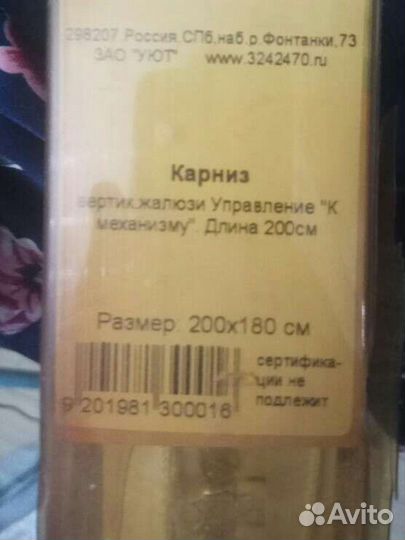 298207.Россия.СПб.наб.р.Фонтанки,73
ЗАО "УЮТ" www.3242470.ru
Карниз
вертик.жалюзи Управление "К
механизму". Длина 200см
Размер: 200х180 см
сертифика-
ции не
подлежит
9 201981 300016
Avito